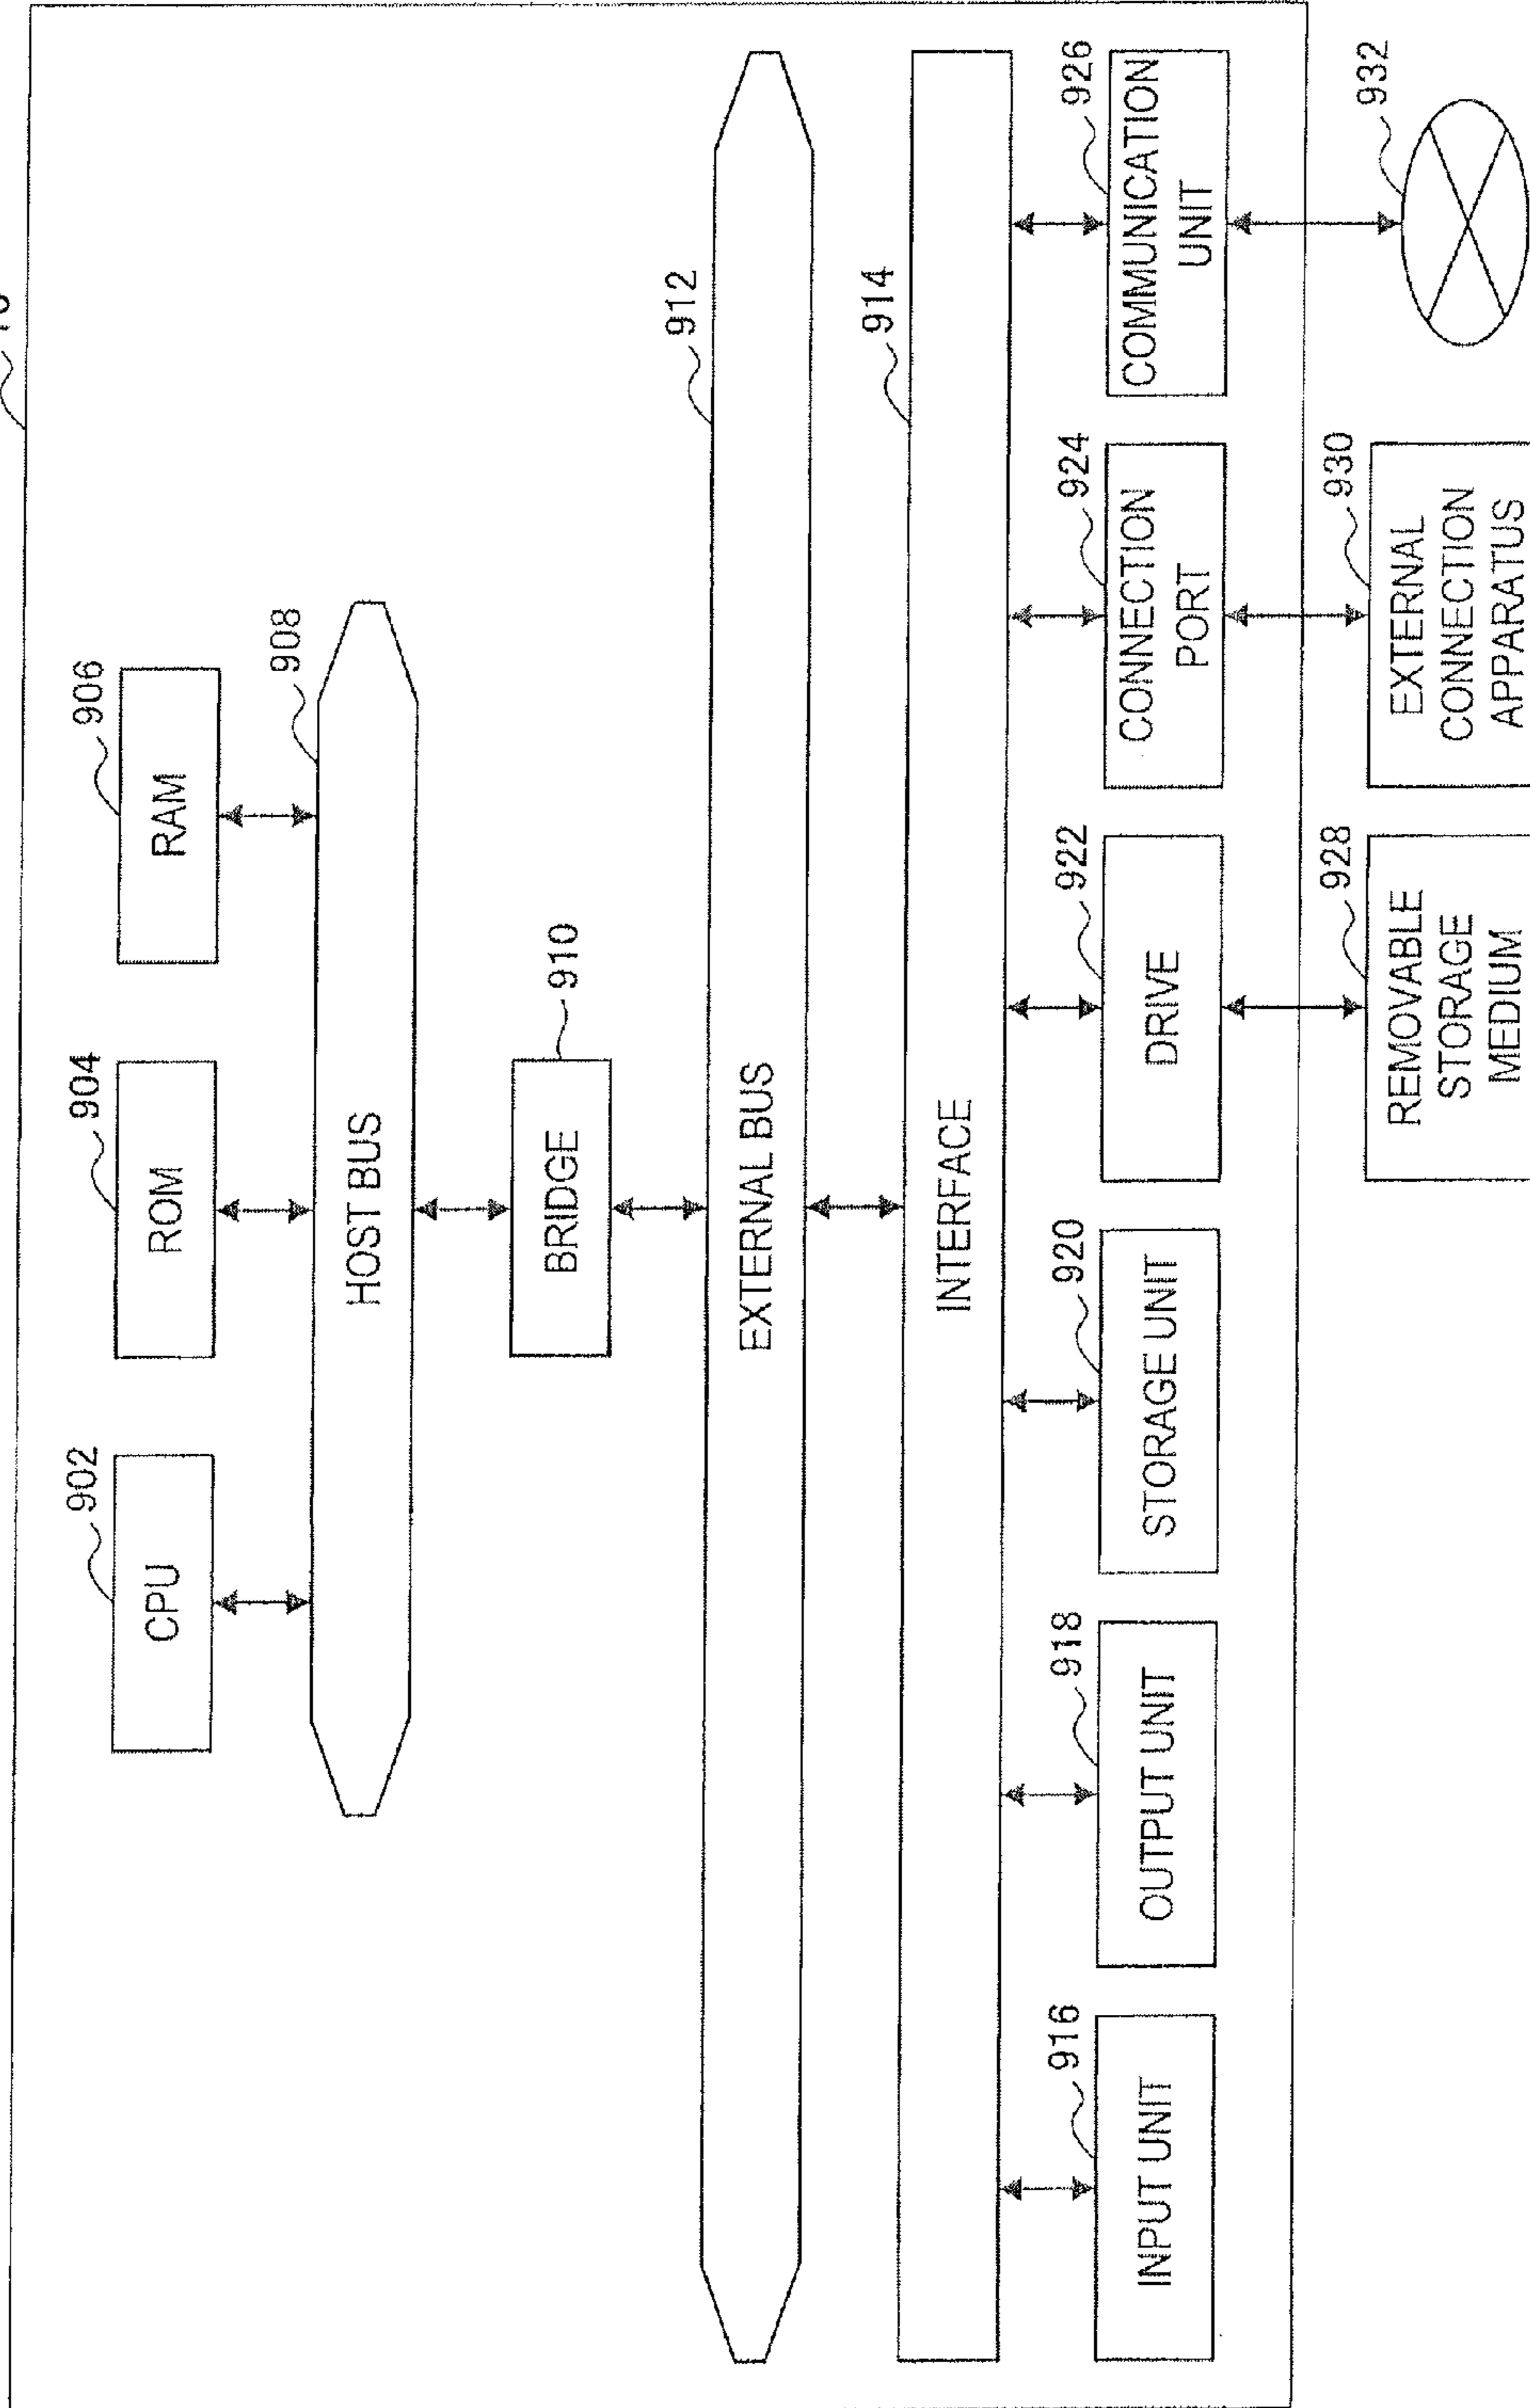 902
CPU
904
ROM
906
RAM
908
HOST BUS
910
BRIDGE
912
EXTERNAL BUS
914
INTERFACE
916
INPUT UNIT
918
OUTPUT UNIT
920
STORAGE UNIT
922
DRIVE
924
CONNECTION
PORT
926
COMMUNICATION
UNIT
928
REMOVABLE
STORAGE
MEDIUM
930
EXTERNAL
CONNECTION
APPARATUS
932